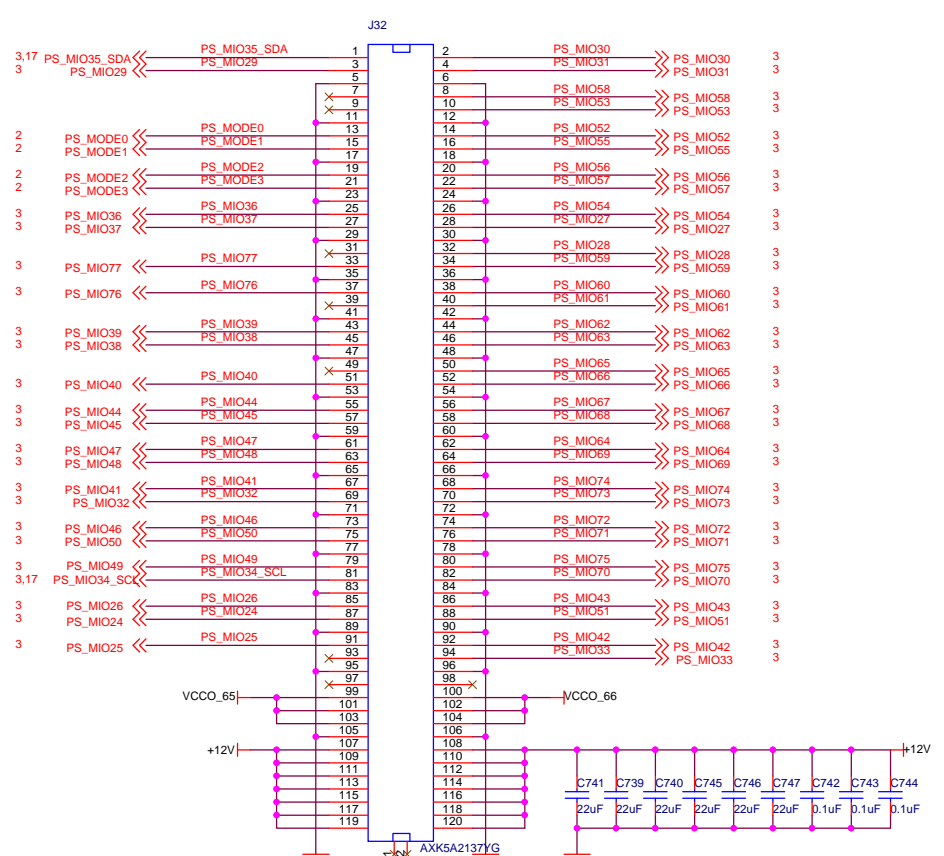 J32
3,17 PS_MIO35_SDA PS_MIO35_SDA 1 2 PS_MIO30 PS_MIO30 3
3 PS_MIO29 PS_MIO29 3 4 PS_MIO31 PS_MIO31 3
5 6
7 8 PS_MIO58 PS_MIO58 3
9 10 PS_MIO53 PS_MIO53 3
11 12
2 PS_MODE0 PS_MODE0 13 14 PS_MIO52 PS_MIO52 3
2 PS_MODE1 PS_MODE1 15 16 PS_MIO55 PS_MIO55 3
17 18
2 PS_MODE2 PS_MODE2 19 20 PS_MIO56 PS_MIO56 3
2 PS_MODE3 PS_MODE3 21 22 PS_MIO57 PS_MIO57 3
23 24
3 PS_MIO36 PS_MIO36 25 26 PS_MIO54 PS_MIO54 3
3 PS_MIO37 PS_MIO37 27 28 PS_MIO27 PS_MIO27 3
29 30
31 32 PS_MIO28 PS_MIO28 3
3 PS_MIO77 PS_MIO77 33 34 PS_MIO59 PS_MIO59 3
35 36
3 PS_MIO76 PS_MIO76 37 38 PS_MIO60 PS_MIO60 3
39 40 PS_MIO61 PS_MIO61 3
41 42
3 PS_MIO39 PS_MIO39 43 44 PS_MIO62 PS_MIO62 3
3 PS_MIO38 PS_MIO38 45 46 PS_MIO63 PS_MIO63 3
47 48
49 50 PS_MIO65 PS_MIO65 3
3 PS_MIO40 PS_MIO40 51 52 PS_MIO66 PS_MIO66 3
53 54
3 PS_MIO44 PS_MIO44 55 56 PS_MIO67 PS_MIO67 3
3 PS_MIO45 PS_MIO45 57 58 PS_MIO68 PS_MIO68 3
59 60
3 PS_MIO47 PS_MIO47 61 62 PS_MIO64 PS_MIO64 3
3 PS_MIO48 PS_MIO48 63 64 PS_MIO69 PS_MIO69 3
65 66
3 PS_MIO41 PS_MIO41 67 68 PS_MIO74 PS_MIO74 3
3 PS_MIO32 PS_MIO32 69 70 PS_MIO73 PS_MIO73 3
71 72
3 PS_MIO46 PS_MIO46 73 74 PS_MIO72 PS_MIO72 3
3 PS_MIO50 PS_MIO50 75 76 PS_MIO71 PS_MIO71 3
77 78
3 PS_MIO49 PS_MIO49 79 80 PS_MIO75 PS_MIO75 3
3,17 PS_MIO34_SCL PS_MIO34_SCL 81 82 PS_MIO70 PS_MIO70 3
83 84
3 PS_MIO26 PS_MIO26 85 86 PS_MIO43 PS_MIO43 3
3 PS_MIO24 PS_MIO24 87 88 PS_MIO51 PS_MIO51 3
89 90
3 PS_MIO25 PS_MIO25 91 92 PS_MIO42 PS_MIO42 3
93 94 PS_MIO33 PS_MIO33 3
95 96
97 98
VCCO_65 99 100 VCCO_66
101 102
103 104
105 106
+12V 107 108 +12V
109 110
111 112
113 114 C741 C739 C740 C745 C746 C747 C742 C743 C744
115 116
117 118 22uF 22uF 22uF 22uF 22uF 22uF 0.1uF 0.1uF 0.1uF
119 120
AXK5A2137YG
1 2